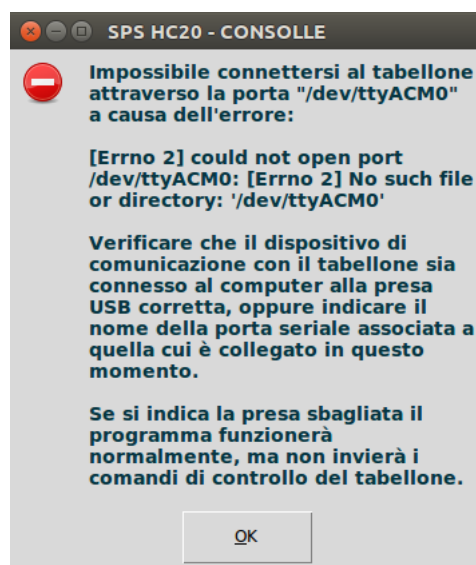 SPS HC20 - CONSOLLE
Impossibile connettersi al tabellone
attraverso la porta "/dev/ttyACM0"
a causa dell'errore:
[Errno 2] could not open port
/dev/ttyACM0: [Errno 2] No such file
or directory: '/dev/ttyACM0'
Verificare che il dispositivo di
comunicazione con il tabellone sia
connesso al computer alla presa
USB corretta, oppure indicare il
nome della porta seriale associata a
quella cui è collegato in questo
momento.
Se si indica la presa sbagliata il
programma funzionerà
normalmente, ma non invierà i
comandi di controllo del tabellone.
OK